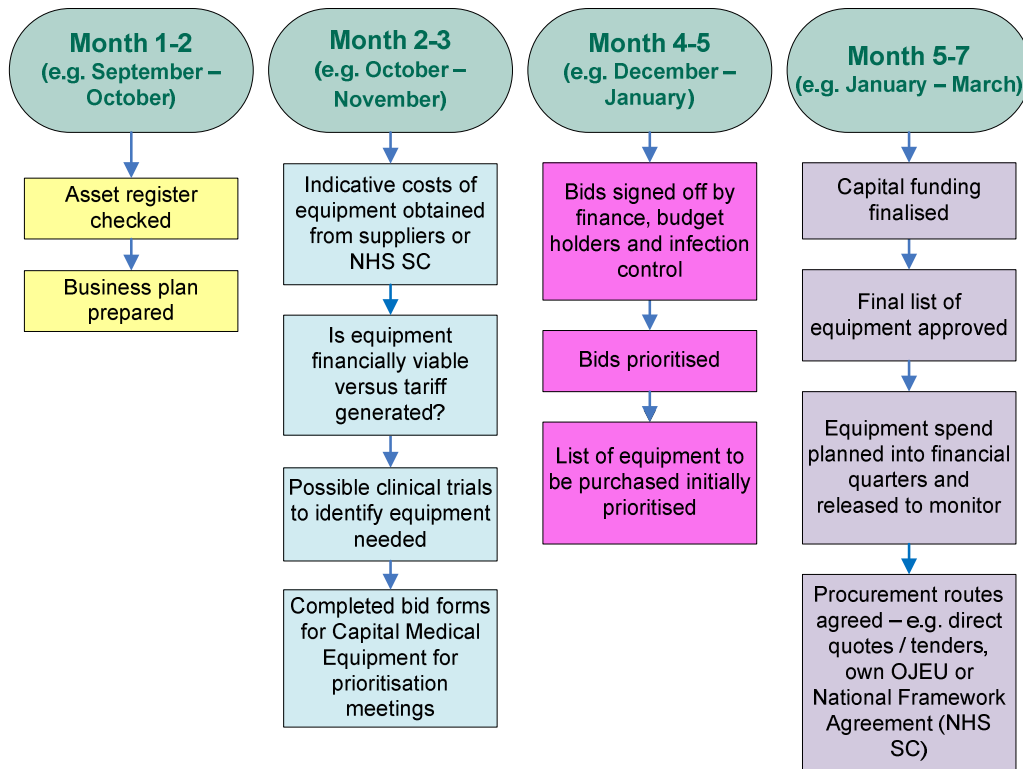 Month 1-2
(e.g. September –
October)
Asset register
checked
Business plan
prepared
Month 2-3
(e.g. October –
November)
Indicative costs of
equipment obtained
from suppliers or
NHS SC
Is equipment
financially viable
versus tariff
generated?
Possible clinical trials
to identify equipment
needed
Completed bid forms
for Capital Medical
Equipment for
prioritisation
meetings
Month 4-5
(e.g. December –
January)
Bids signed off by
finance, budget
holders and infection
control
Bids prioritised
List of equipment to
be purchased initially
prioritised
Month 5-7
(e.g. January – March)
Capital funding
finalised
Final list of
equipment approved
Equipment spend
planned into financial
quarters and
released to monitor
Procurement routes
agreed – e.g. direct
quotes / tenders,
own OJEU or
National Framework
Agreement (NHS
SC)